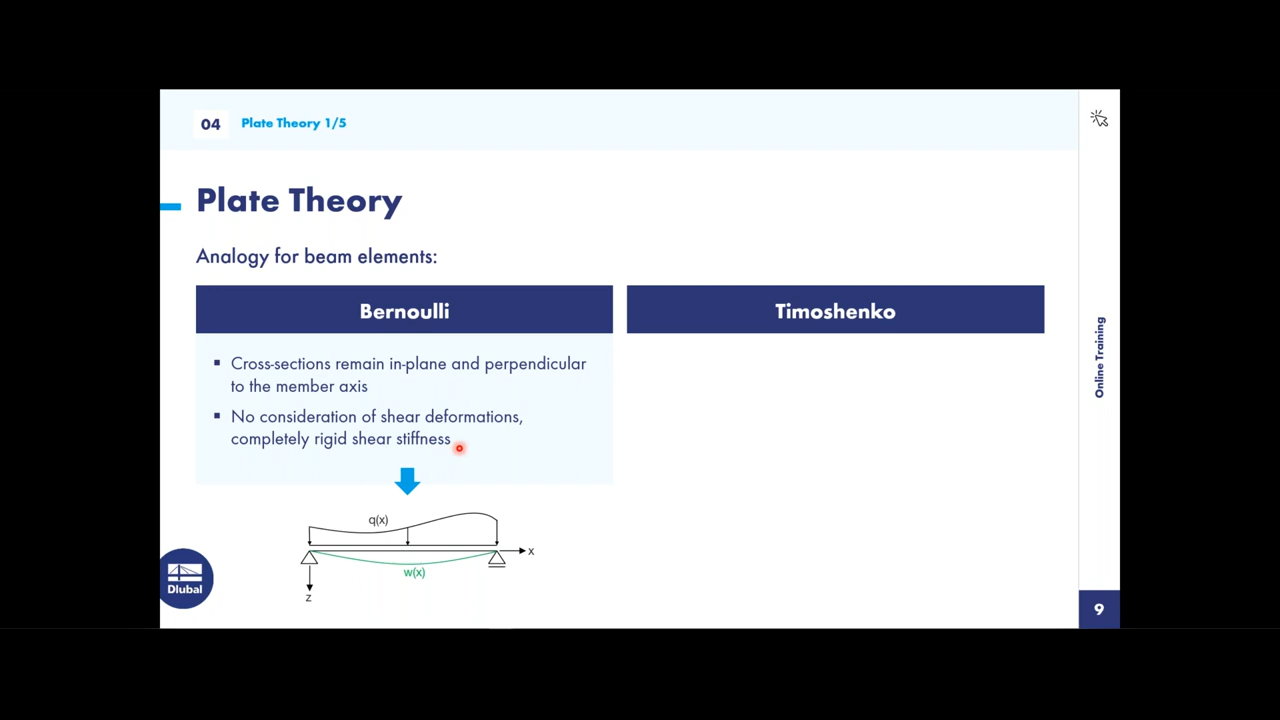 04
Plate Theory 1/5
Plate Theory
Analogy for beam elements:
Bernoulli
Timoshenko
▪ Cross-sections remain in-plane and perpendicular
to the member axis
▪ No consideration of shear deformations,
completely rigid shear stiffness
q(x)
x
w(x)
z
Dlubal
Online Training
9